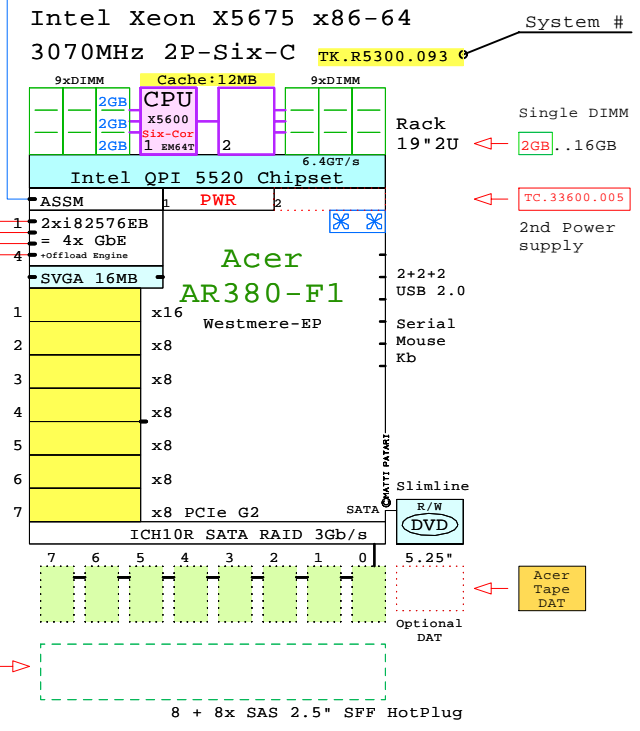 Intel Xeon X5675 x86-64
System #
3070MHz 2P-Six-C TK.R5300.093
9xDIMM Cache:12MB 9xDIMM
2GB CPU
X5600
2GB
Six-Cor
2GB 1 EM64T 2
Single DIMM
Rack
19"2U
2GB..16GB
6.4GT/s
Intel QPI 5520 Chipset
ASSM 1 PWR 2
TC.33600.005
1 2xi82576EB
= 4x GbE
4 +Offload Engine
2nd Power
supply
SVGA 16MB
Acer
AR380-F1
Westmere-EP
2+2+2
USB 2.0
Serial
Mouse
Kb
1 x16
2 x8
3 x8
4 x8
5 x8
6 x8
7 x8 PCIe G2
©MATTI PATARI
SATA 0
Slimline
R/W
DVD
ICH10R SATA RAID 3Gb/s
7 6 5 4 3 2 1 0 5.25"
Acer
Tape
DAT
Optional
DAT
8 + 8x SAS 2.5" SFF HotPlug